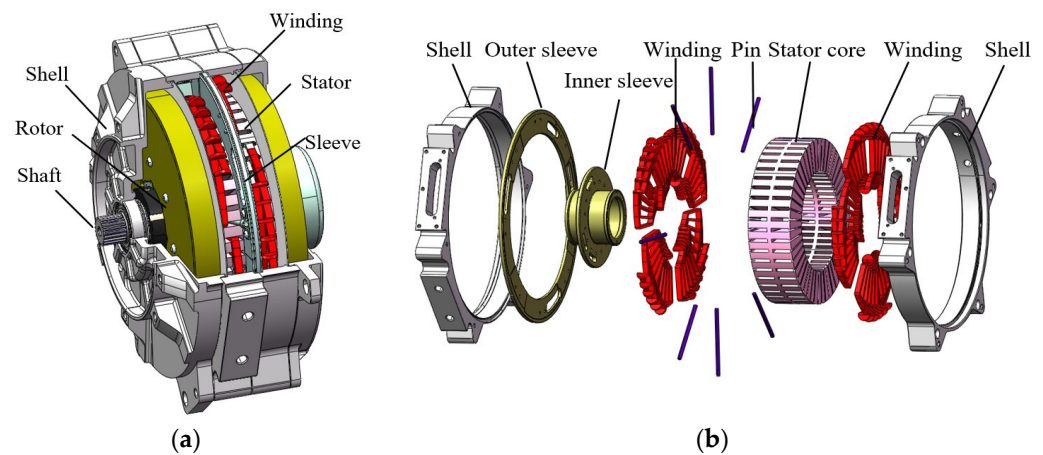 Winding
Shell
Stator
Rotor
Sleeve
Shaft
(a)
Shell Outer sleeve Winding Pin Stator core Winding Shell
Inner sleeve
(b)